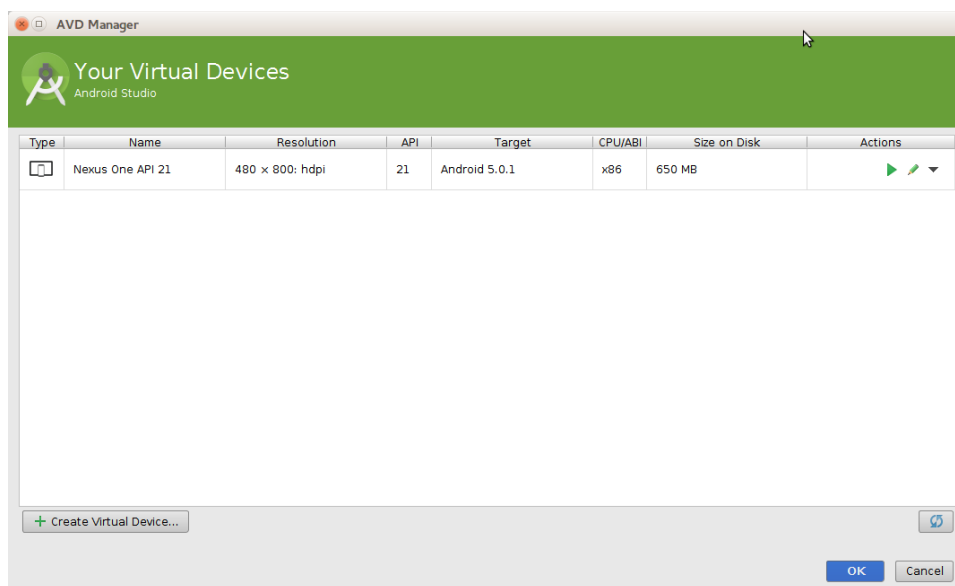 AVD Manager
Your Virtual Devices
Android Studio
Type Name Resolution API Target CPU/ABI Size on Disk Actions
Nexus One API 21 480 × 800: hdpi 21 Android 5.0.1 x86 650 MB
Create Virtual Device...
OK Cancel